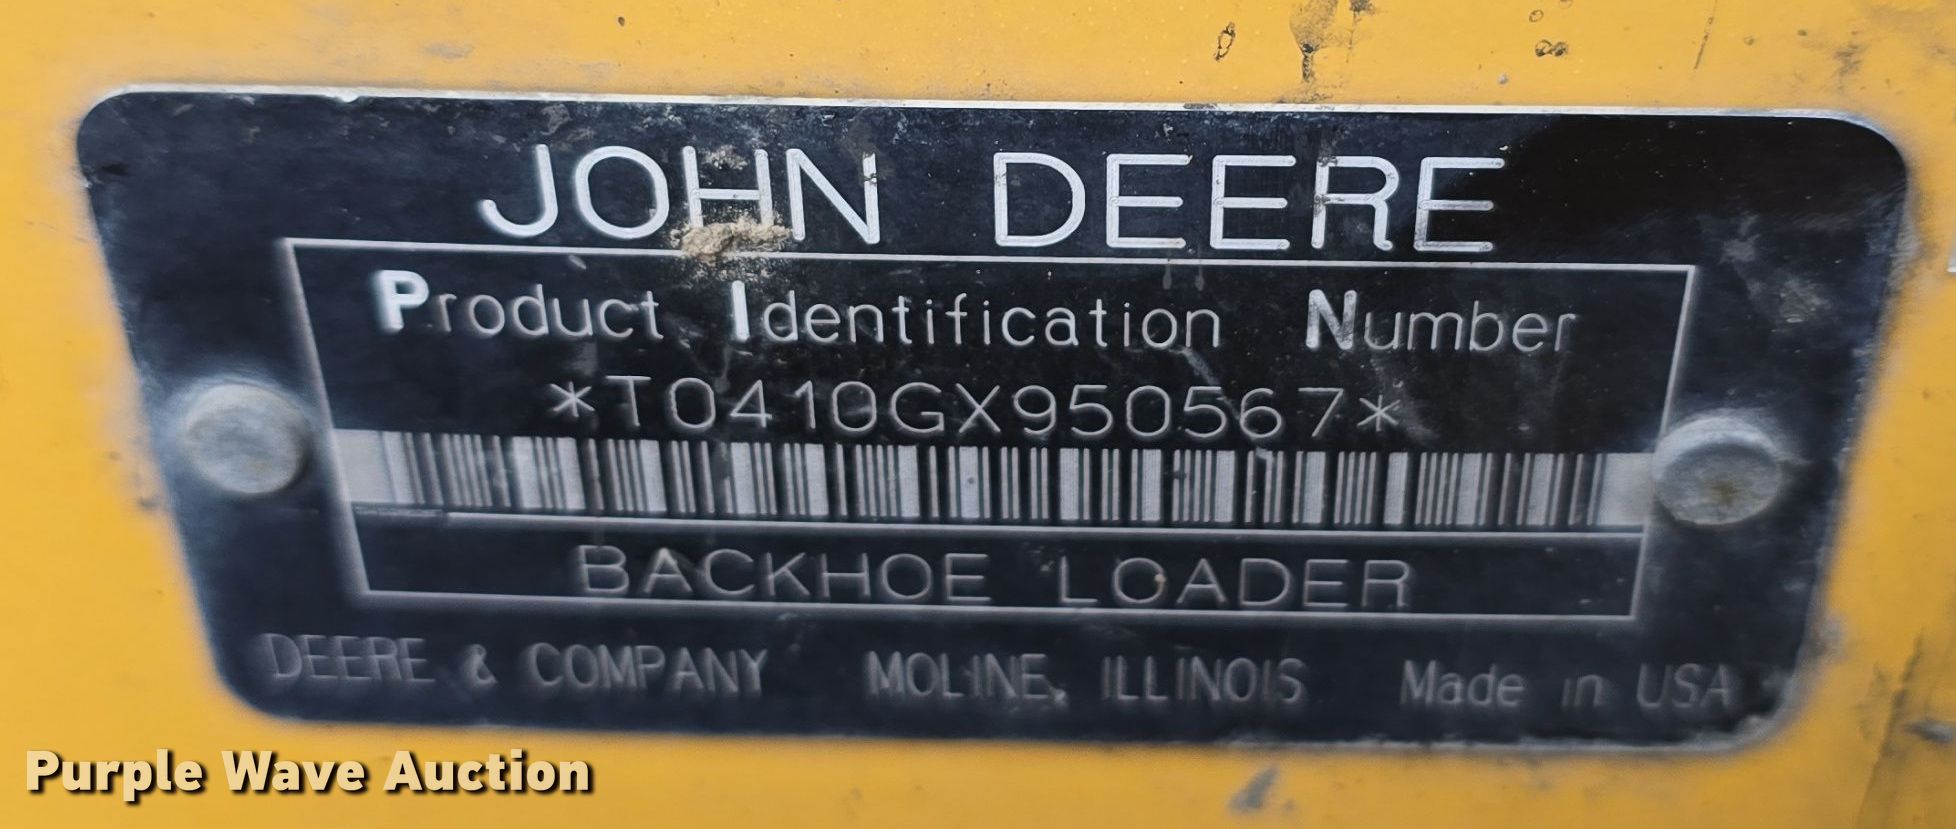 JOHN DEERE
Product Identification Number
*T0410GX950567*
BACKHOE LOADER
DEERE & COMPANY MOLINE, ILLINOIS Made in USA
Purple Wave Auction